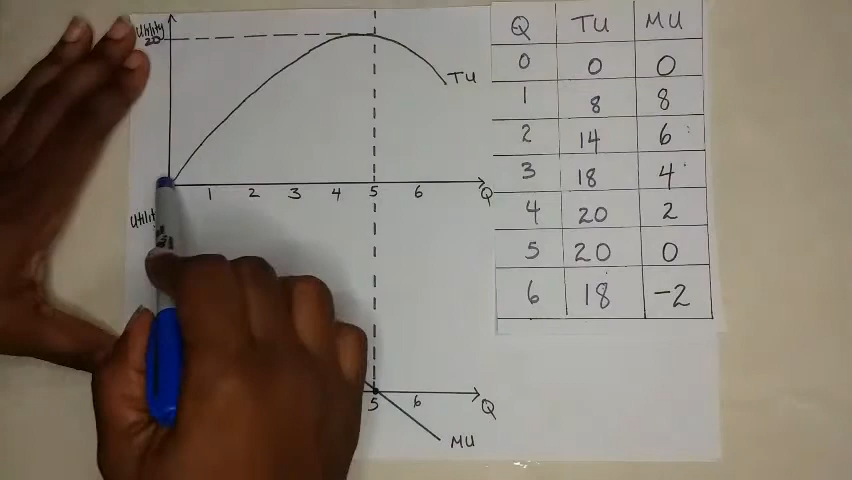 Utility
20
TU
1 2 3 4 5 6 Q
Utili
5 6 Q
MU
Q TU MU
0 0 0
1 8 8
2 14 6
3 18 4
4 20 2
5 20 0
6 18 -2